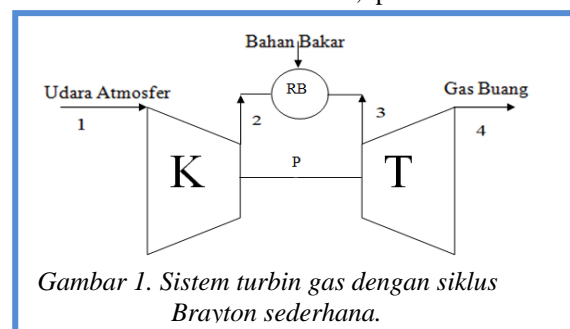 Bahan Bakar
Udara Atmosfer
RB
Gas Buang
1
2
3
4
K
P
T
Gambar 1. Sistem turbin gas dengan siklus
Brayton sederhana.